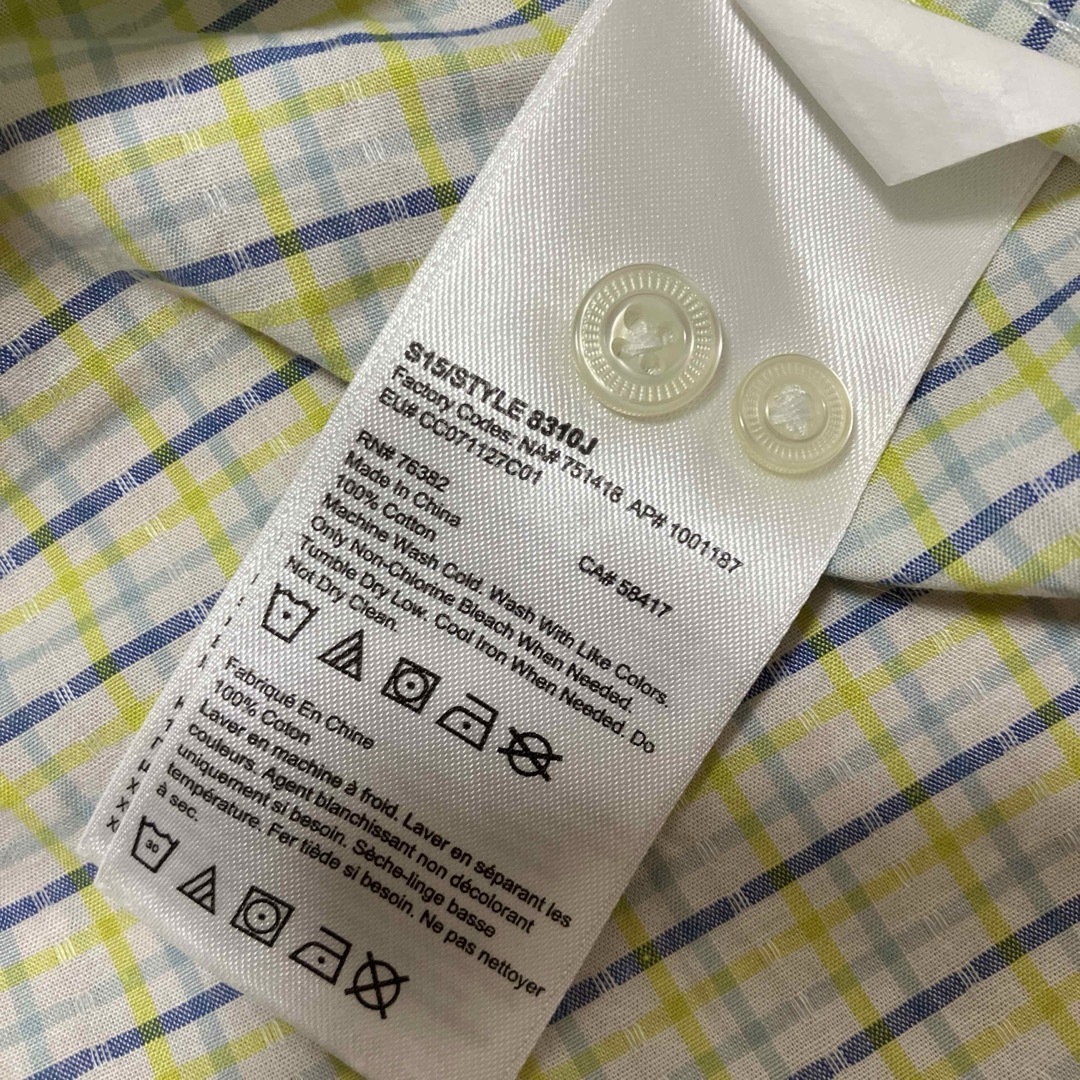 S15/STYLE 8310J
Factory Codes: NA# 751418 AP# 1001187
EU# CC071127C01
RN# 76382 CA# 58417
Made In China
100% Cotton
Machine Wash Cold. Wash With Like Colors.
Only Non-Chlorine Bleach When Needed.
Tumble Dry Low. Cool Iron When Needed. Do
Not Dry Clean.
Fabriqué En Chine
100% Coton
Laver en machine à froid. Laver en séparant les
couleurs. Agent blanchissant non décolorant
uniquement si besoin. Sèche-linge basse
température. Fer tiède si besoin. Ne pas nettoyer
à sec.
30